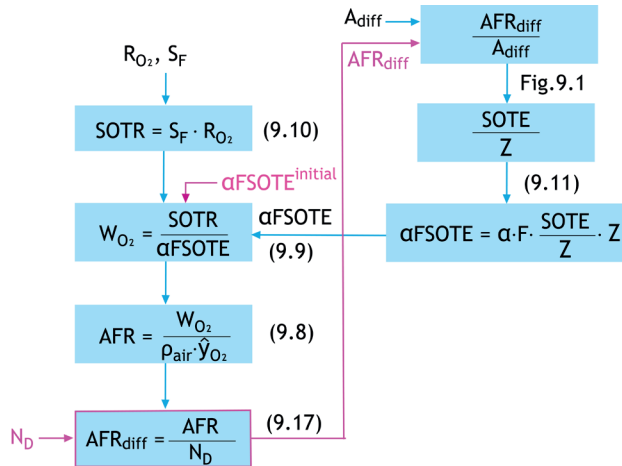 R_O₂, S_F
SOTR = S_F · R_O₂ (9.10)
αFSOTE^initial
W_O₂ = SOTR / αFSOTE (9.9)
AFR = W_O₂ / ρ_air·ŷ_O₂ (9.8)
N_D
AFR_diff = AFR / N_D (9.17)
AFR_diff
A_diff
AFR_diff / A_diff
Fig.9.1
SOTE / Z
(9.11)
αFSOTE = α·F· SOTE / Z · Z
αFSOTE